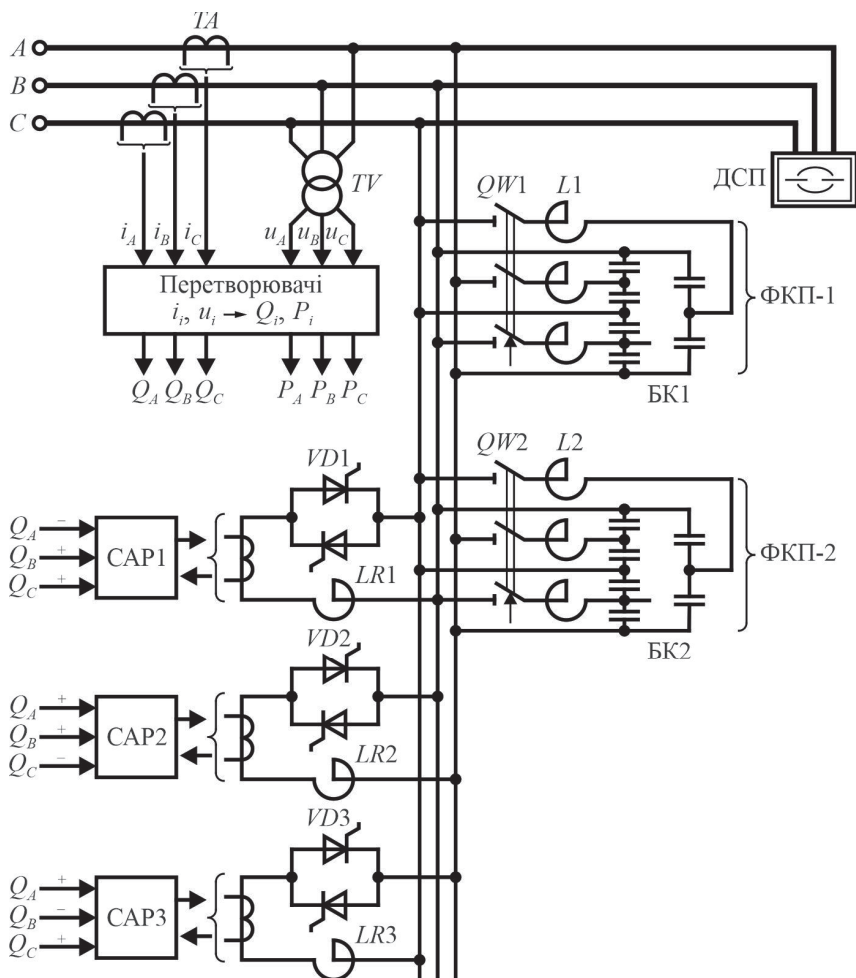 TA
A
B
C
TV
ДСП
QW1 L1
i_A i_B i_C u_A u_B u_C
Перетворювачі
i_i, u_i → Q_i, P_i
Q_A Q_B Q_C P_A P_B P_C
ФКП-1
БК1
QW2 L2
ФКП-2
БК2
VD1
Q_A −
Q_B +
Q_C +
САР1
LR1
VD2
Q_A +
Q_B +
Q_C −
САР2
LR2
VD3
Q_A +
Q_B −
Q_C +
САР3
LR3